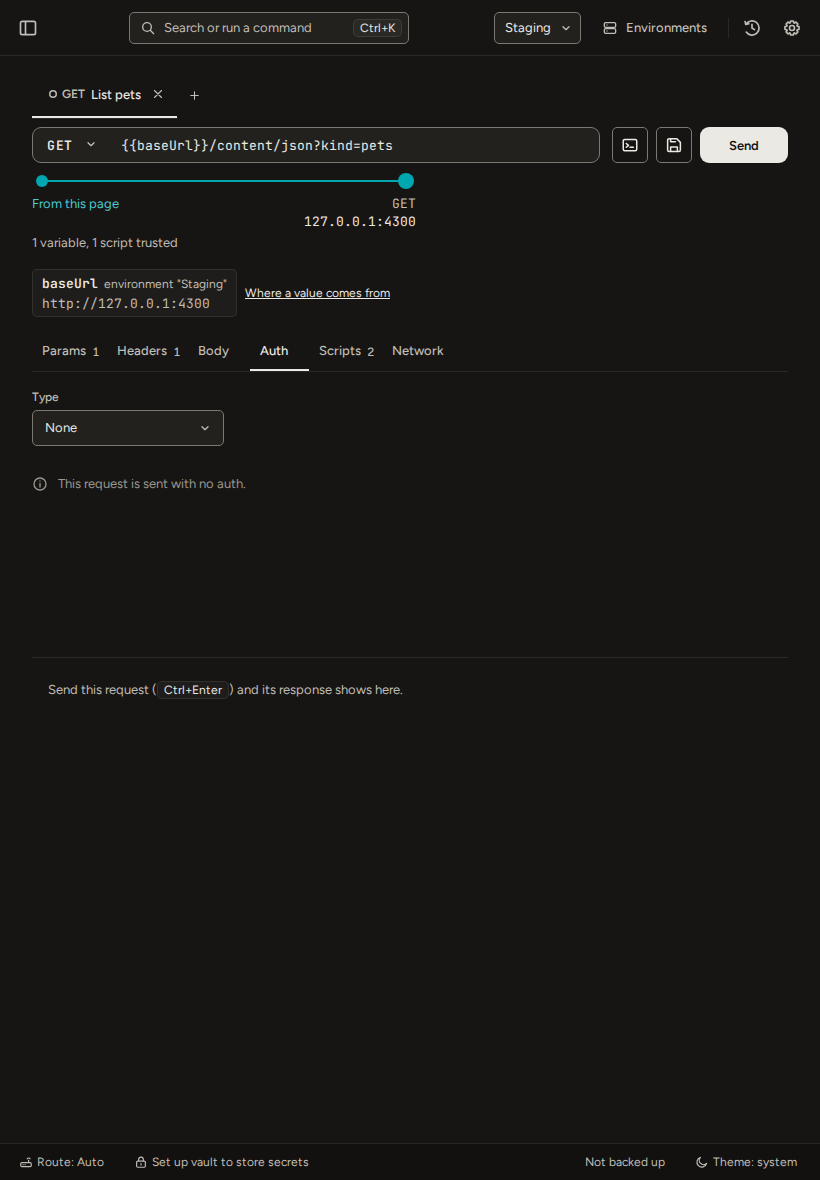 Search or run a command Ctrl+K Staging Environments
GET List pets
GET {{baseUrl}}/content/json?kind=pets Send
From this page GET
127.0.0.1:4300
1 variable, 1 script trusted
baseUrl environment "Staging"
http://127.0.0.1:4300
Where a value comes from
Params 1 Headers 1 Body Auth Scripts 2 Network
Type
None
This request is sent with no auth.
Send this request (Ctrl+Enter) and its response shows here.
Route: Auto Set up vault to store secrets Not backed up Theme: system